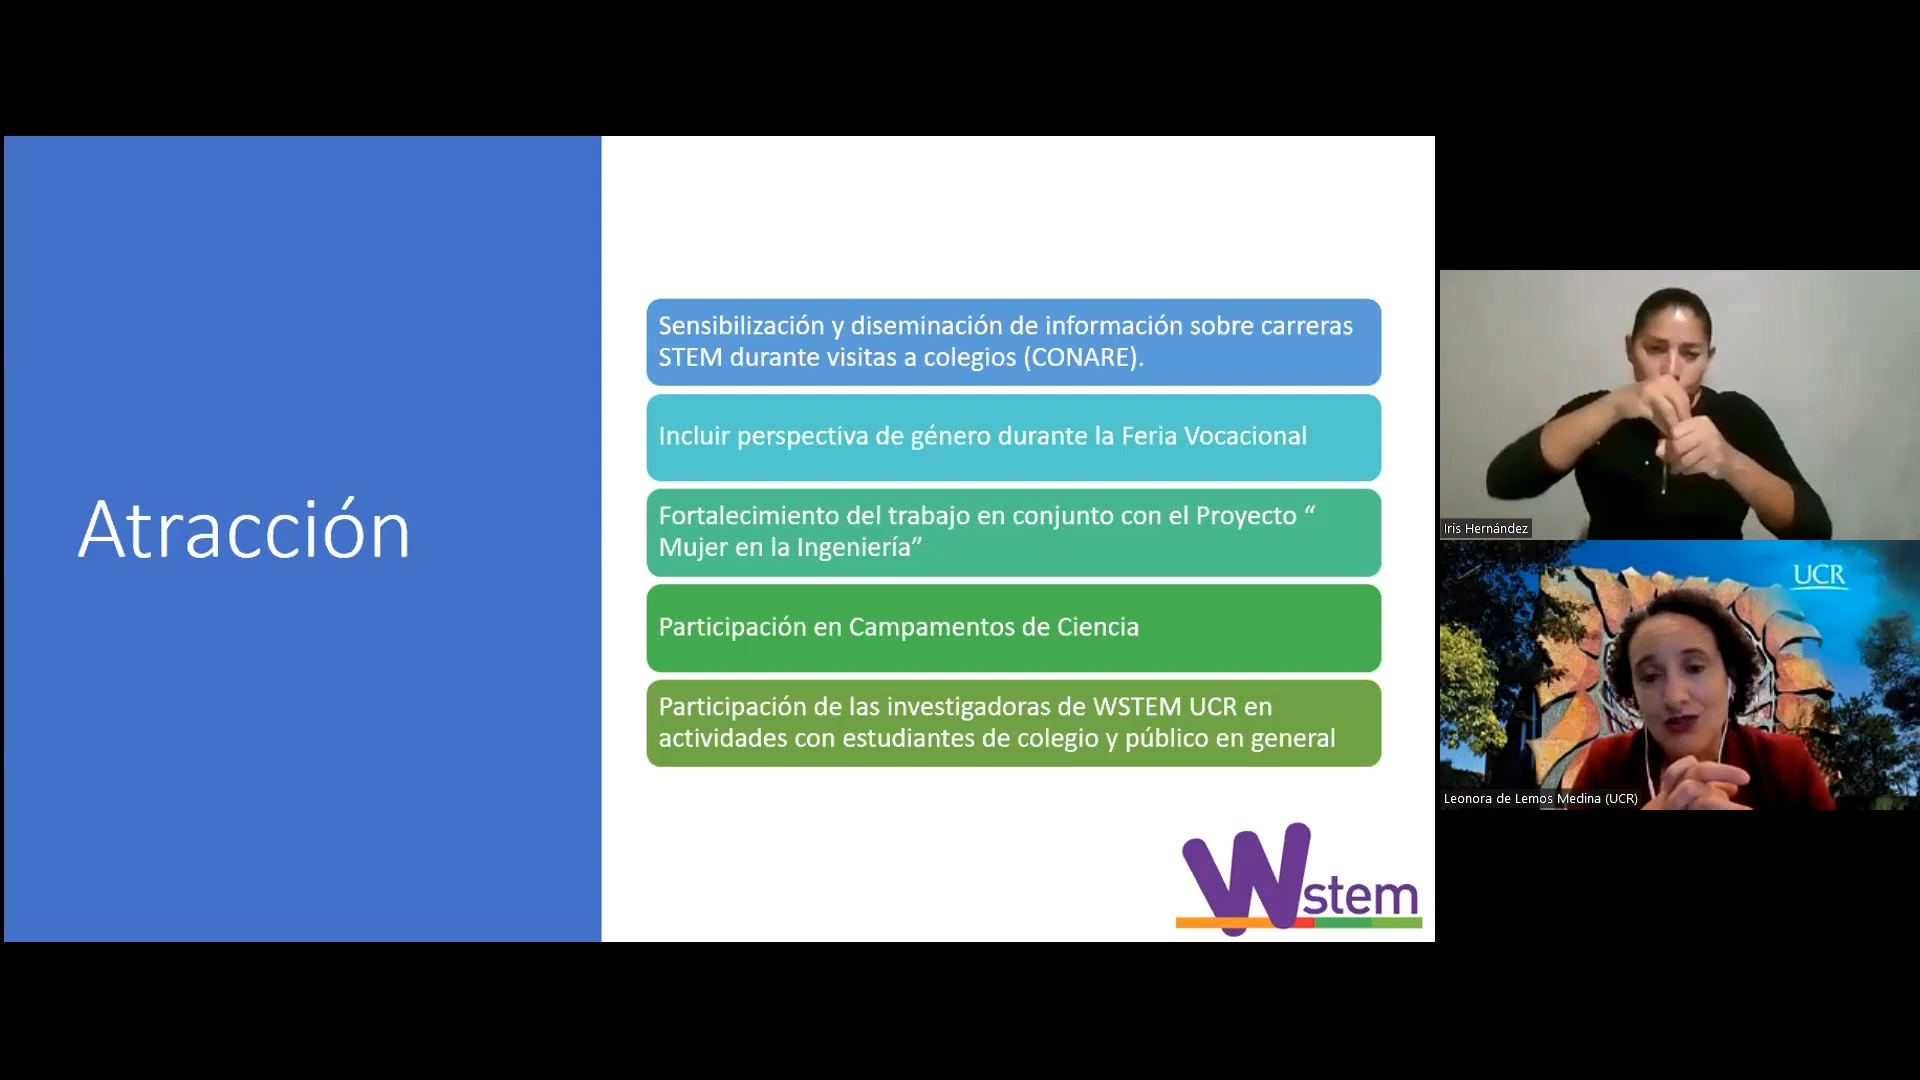 Atracción
Sensibilización y diseminación de información sobre carreras
STEM durante visitas a colegios (CONARE).
Incluir perspectiva de género durante la Feria Vocacional
Fortalecimiento del trabajo en conjunto con el Proyecto “
Mujer en la Ingeniería”
Participación en Campamentos de Ciencia
Participación de las investigadoras de WSTEM UCR en
actividades con estudiantes de colegio y público en general
Wstem
Iris Hernández
UCR
Leonora de Lemos Medina (UCR)